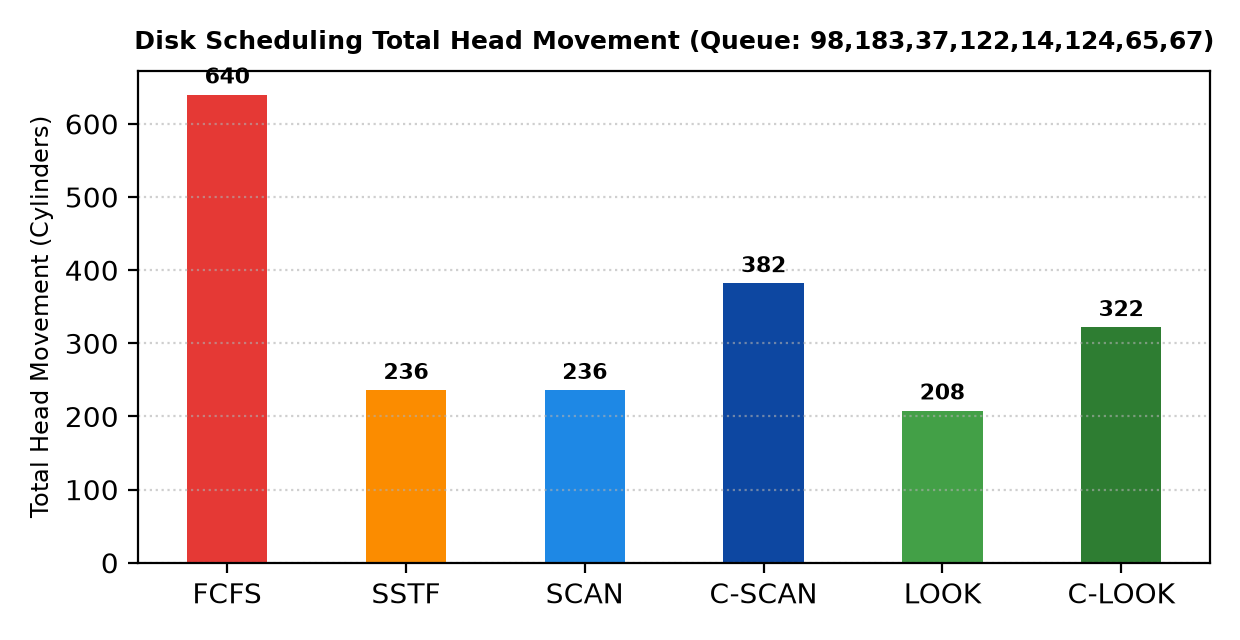 Disk Scheduling Total Head Movement (Queue: 98,183,37,122,14,124,65,67)
Total Head Movement (Cylinders)
600
500
400
300
200
100
0
640
236
236
382
208
322
FCFS
SSTF
SCAN
C-SCAN
LOOK
C-LOOK